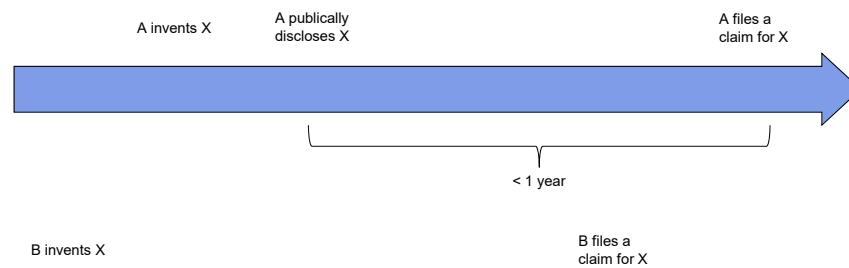 A invents X
A publically
discloses X
A files a
claim for X
< 1 year
B invents X
B files a
claim for X